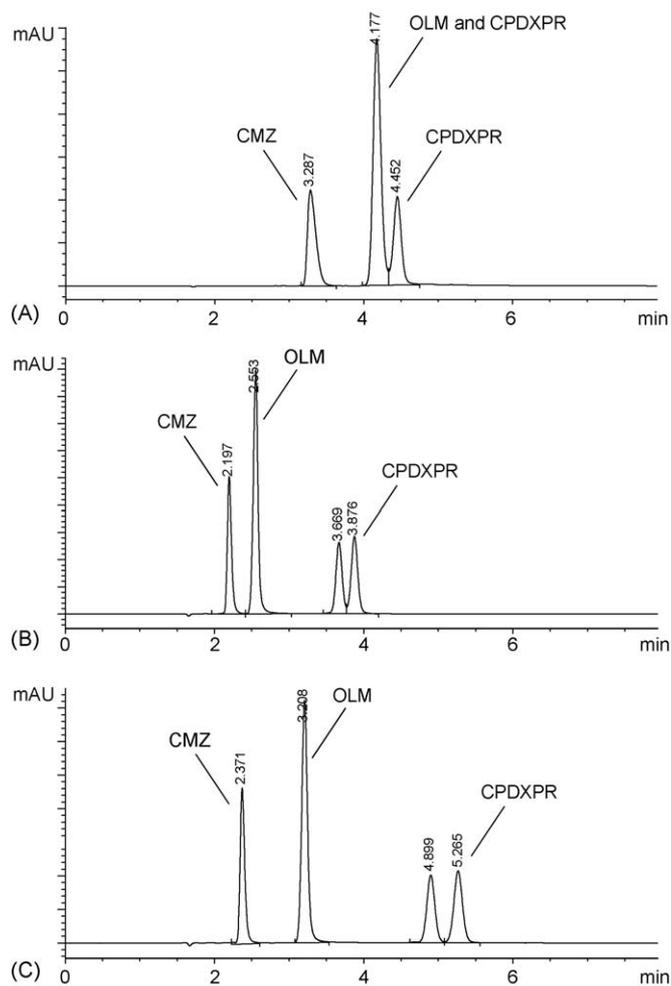 mAU
4.177
OLM and CPDXPR
CMZ
3.287
CPDXPR
4.452
(A)
0 2 4 6 min
mAU
2.553
OLM
CMZ
2.197
CPDXPR
3.669
3.876
(B)
0 2 4 6 min
mAU
3.208
OLM
CMZ
2.371
CPDXPR
4.899
5.265
(C)
0 2 4 6 min